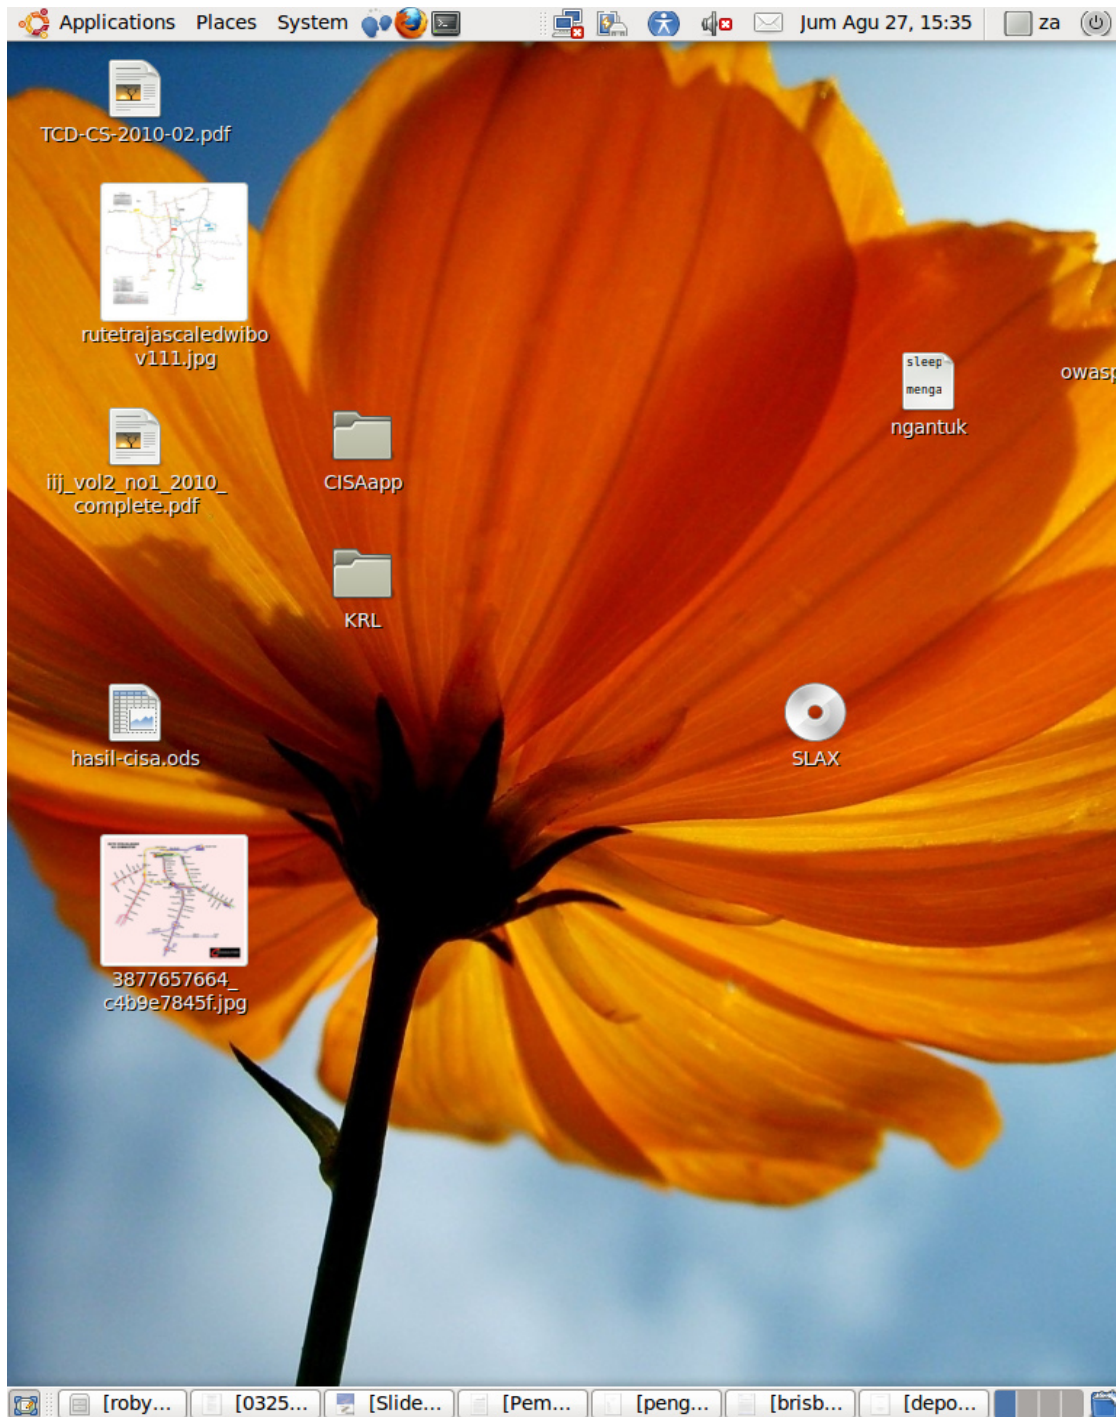 Applications Places System Jum Agu 27, 15:35 za
TCD-CS-2010-02.pdf
rutetrajascaledwibo
v111.jpg
sleep
menga
ngantuk
owasp
iij_vol2_no1_2010_
complete.pdf
CISAapp
KRL
hasil-cisa.ods
SLAX
3877657664_
c4b9e7845f.jpg
[roby... [0325... [Slide... [Pem... [peng... [brisb... [depo...